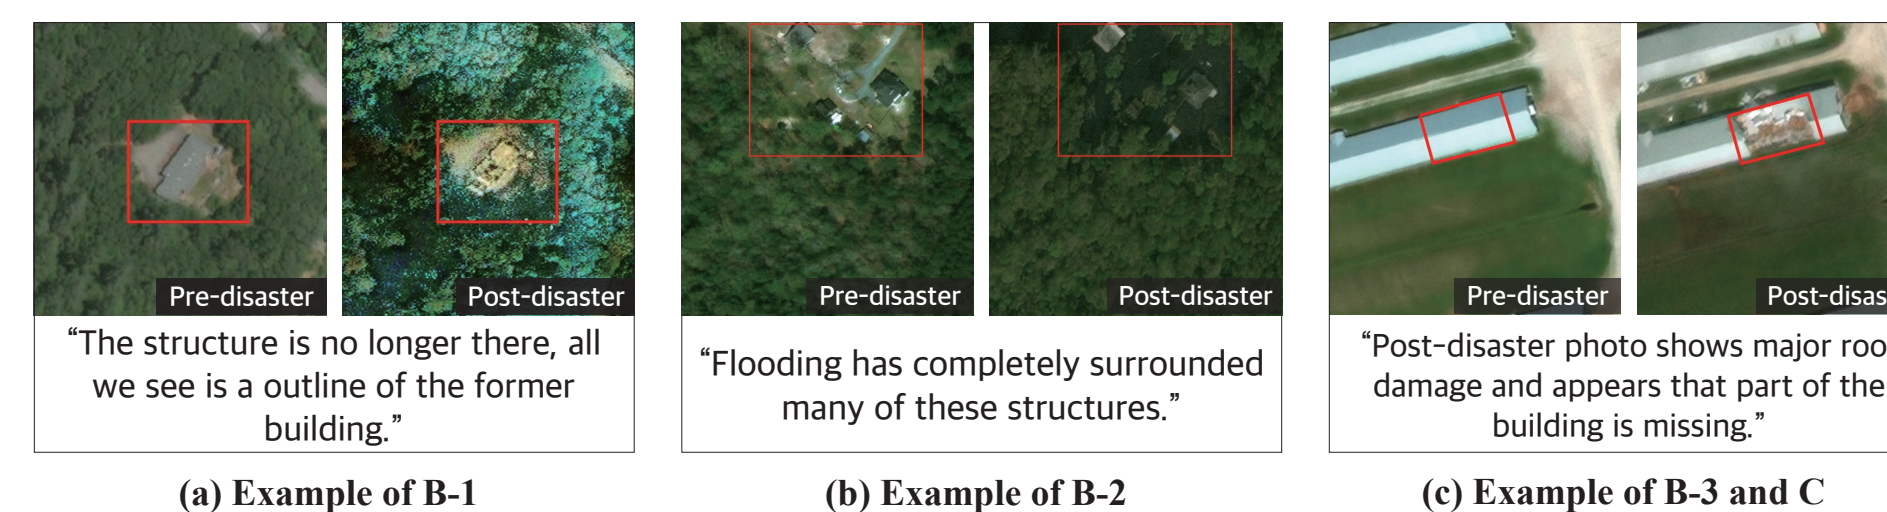 Pre-disaster
Post-disaster
“The structure is no longer there, all
we see is a outline of the former
building.”
(a) Example of B-1
Pre-disaster
Post-disaster
“Flooding has completely surrounded
many of these structures.”
(b) Example of B-2
Pre-disaster
Post-disas
“Post-disaster photo shows major roo
damage and appears that part of the
building is missing.”
(c) Example of B-3 and C